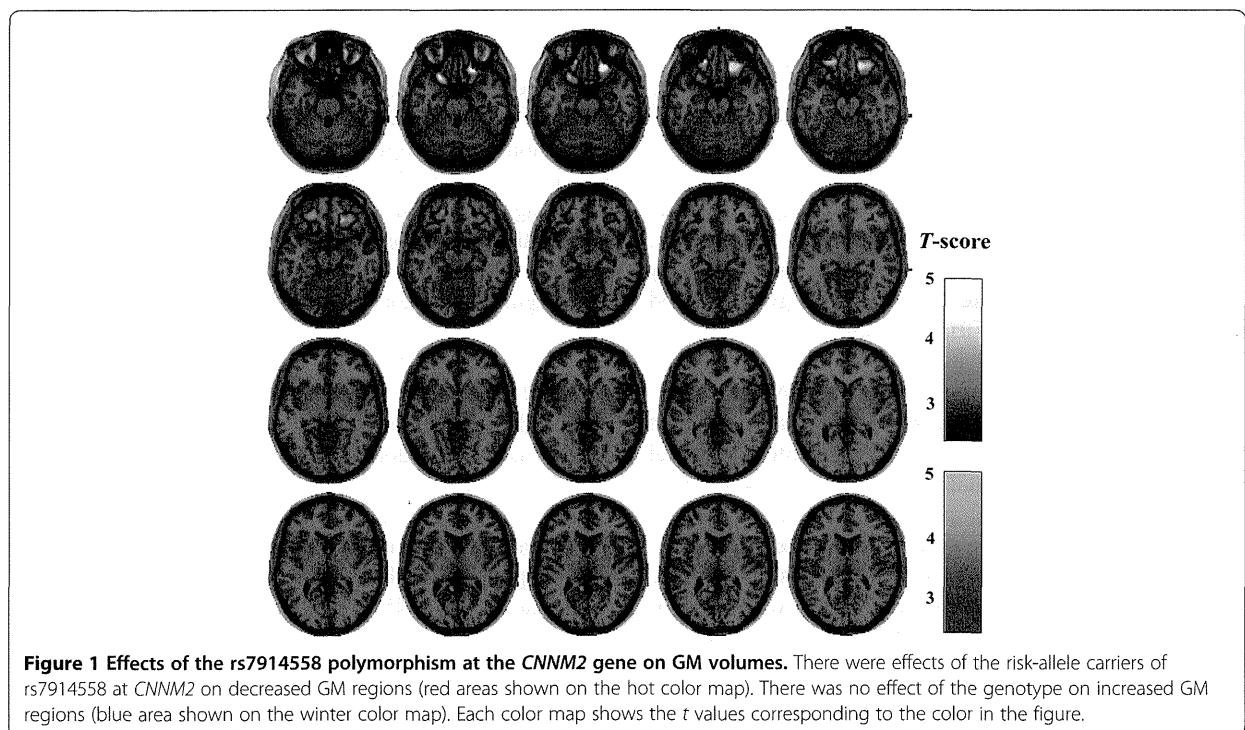 T-score
5
4
3
5
4
3
Figure 1 Effects of the rs7914558 polymorphism at the CNNM2 gene on GM volumes. There were effects of the risk-allele carriers of
rs7914558 at CNNM2 on decreased GM regions (red areas shown on the hot color map). There was no effect of the genotype on increased GM
regions (blue area shown on the winter color map). Each color map shows the t values corresponding to the color in the figure.